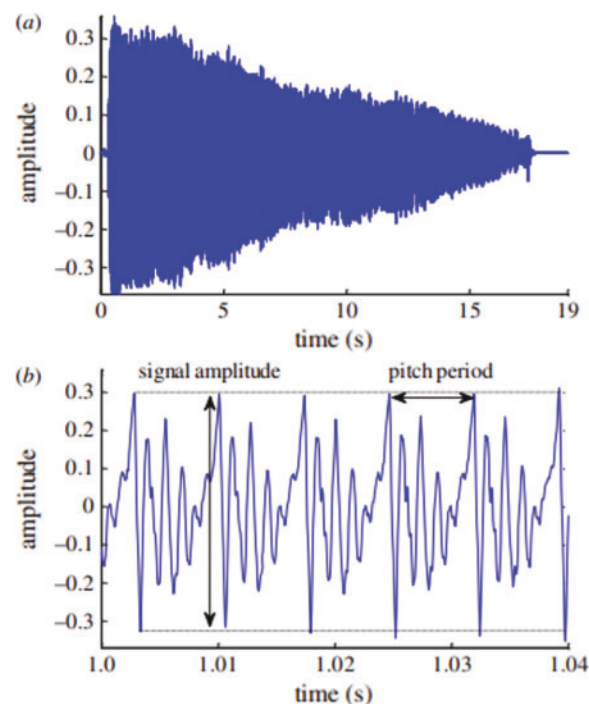 (a)
0.3
0.2
0.1
0
–0.1
–0.2
–0.3
amplitude
0 5 10 15 19
time (s)
(b)
signal amplitude pitch period
0.3
0.2
0.1
0
–0.1
–0.2
–0.3
amplitude
1.0 1.01 1.02 1.03 1.04
time (s)